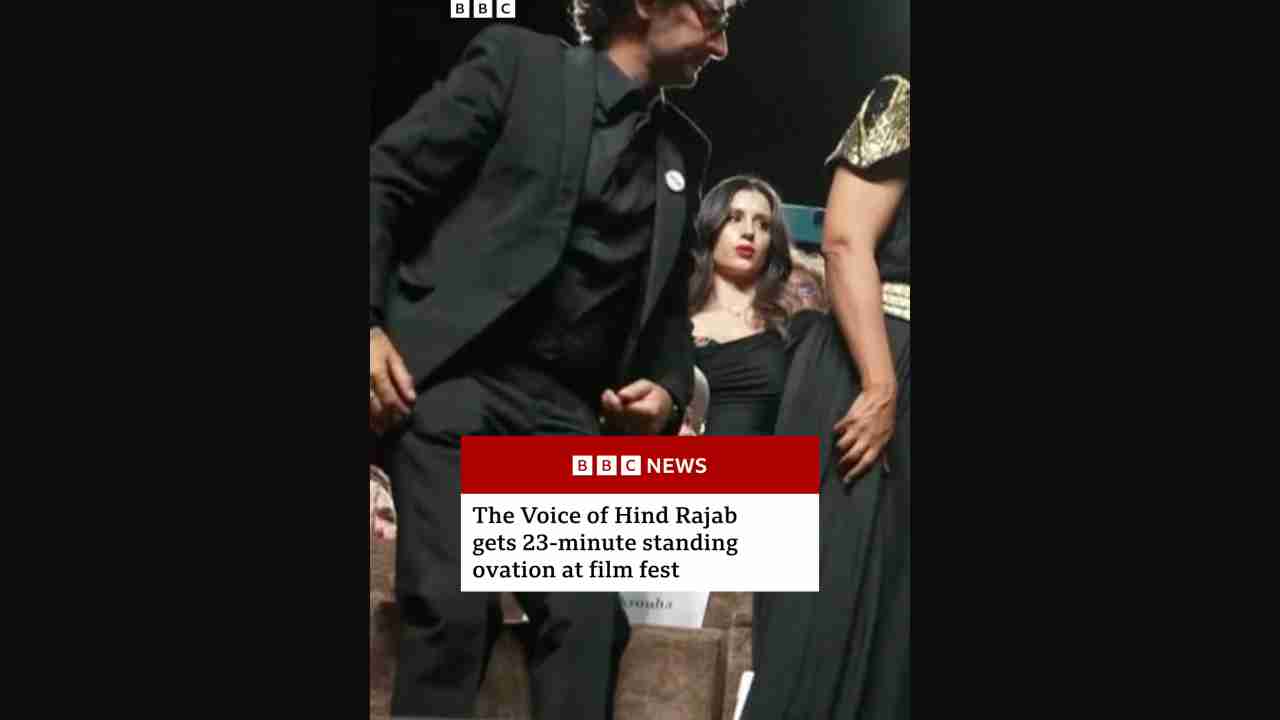 BBC
BBC NEWS
The Voice of Hind Rajab
gets 23-minute standing
ovation at film fest